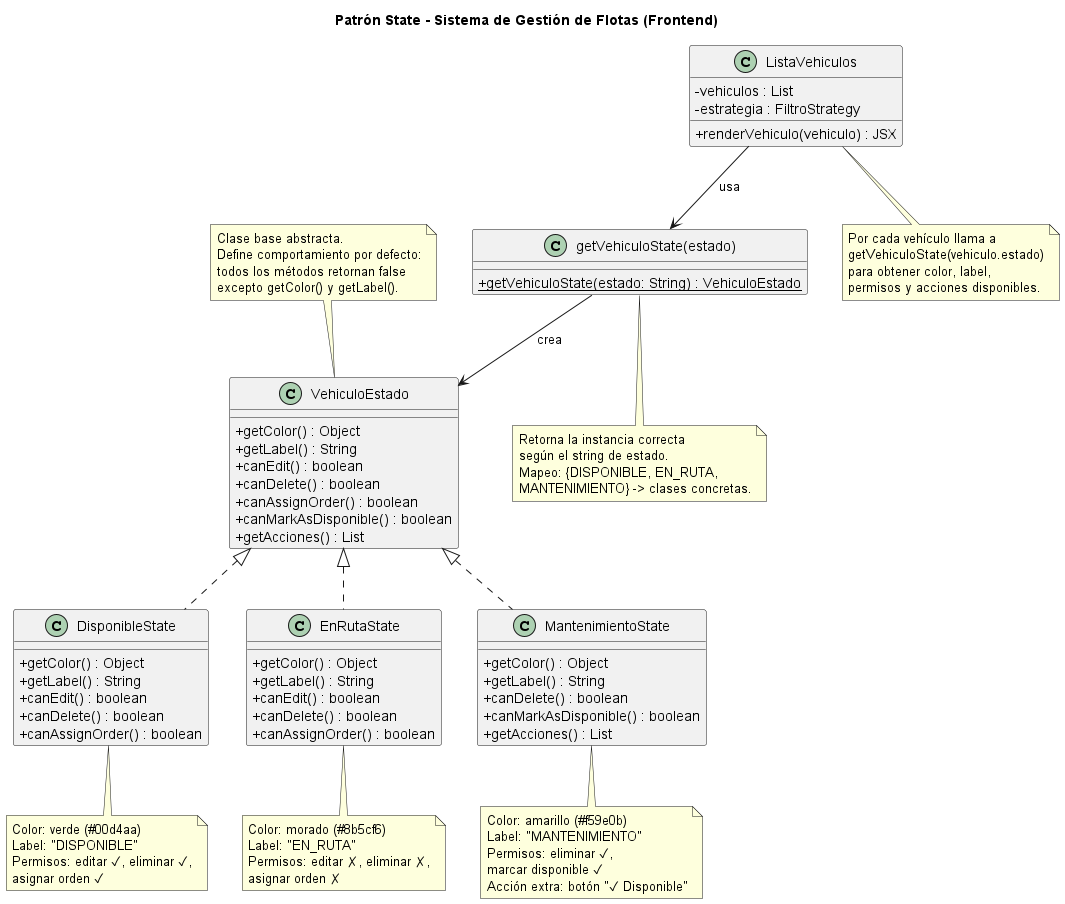 Patrón State - Sistema de Gestión de Flotas (Frontend)
C ListaVehiculos
-vehiculos : List
-estrategia : FiltroStrategy
+renderVehiculo(vehiculo) : JSX
usa
Clase base abstracta.
Define comportamiento por defecto:
todos los métodos retornan false
excepto getColor() y getLabel().
C getVehiculoState(estado)
+getVehiculoState(estado: String) : VehiculoEstado
Por cada vehículo llama a
getVehiculoState(vehiculo.estado)
para obtener color, label,
permisos y acciones disponibles.
crea
C VehiculoEstado
+getColor() : Object
+getLabel() : String
+canEdit() : boolean
+canDelete() : boolean
+canAssignOrder() : boolean
+canMarkAsDisponible() : boolean
+getAcciones() : List
Retorna la instancia correcta
según el string de estado.
Mapeo: {DISPONIBLE, EN_RUTA,
MANTENIMIENTO} -> clases concretas.
C DisponibleState
+getColor() : Object
+getLabel() : String
+canEdit() : boolean
+canDelete() : boolean
+canAssignOrder() : boolean
C EnRutaState
+getColor() : Object
+getLabel() : String
+canEdit() : boolean
+canDelete() : boolean
+canAssignOrder() : boolean
C MantenimientoState
+getColor() : Object
+getLabel() : String
+canDelete() : boolean
+canMarkAsDisponible() : boolean
+getAcciones() : List
Color: verde (#00d4aa)
Label: "DISPONIBLE"
Permisos: editar ✓, eliminar ✓,
asignar orden ✓
Color: morado (#8b5cf6)
Label: "EN_RUTA"
Permisos: editar ✗, eliminar ✗,
asignar orden ✗
Color: amarillo (#f59e0b)
Label: "MANTENIMIENTO"
Permisos: eliminar ✓,
marcar disponible ✓
Acción extra: botón "✓ Disponible"